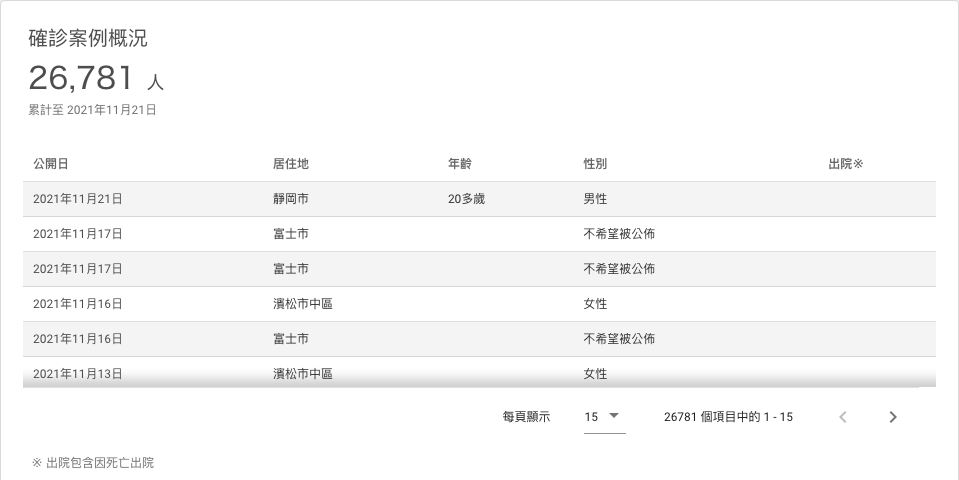 確診案例概況
26,781 人
累計至 2021年11月21日
公開日 居住地 年齡 性別 出院※
2021年11月21日 靜岡市 20多歲 男性
2021年11月17日 富士市 不希望被公佈
2021年11月17日 富士市 不希望被公佈
2021年11月16日 濱松市中區 女性
2021年11月16日 富士市 不希望被公佈
2021年11月13日 濱松市中區 女性
每頁顯示 15 26781 個項目中的 1 - 15
※ 出院包含因死亡出院